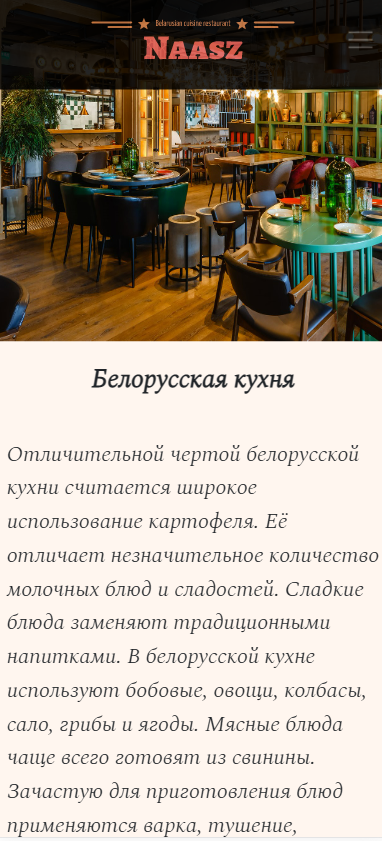 Belarusian cuisine restaurant
NAASZ
Белорусская кухня
Отличительной чертой белорусской
кухни считается широкое
использование картофеля. Её
отличает незначительное количество
молочных блюд и сладостей. Сладкие
блюда заменяют традиционными
напитками. В белорусской кухне
используют бобовые, овощи, колбасы,
сало, грибы и ягоды. Мясные блюда
чаще всего готовят из свинины.
Зачастую для приготовления блюд
применяются варка, тушение,